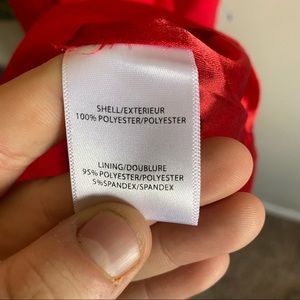 SHELL/EXTERIEUR
100% POLYESTER/POLYESTER
LINING/DOUBLURE
95% POLYESTER/POLYESTER
5%SPANDEX/SPANDEX